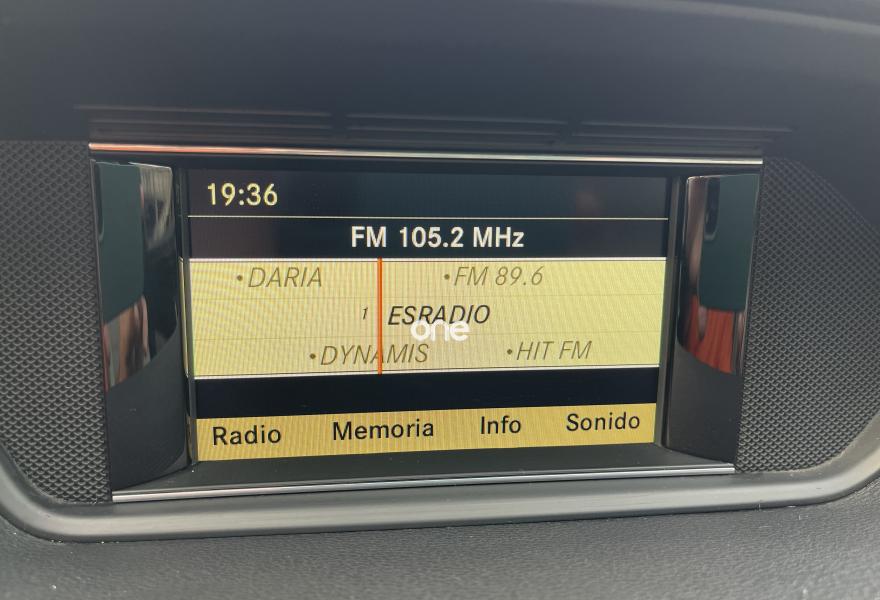 19:36
FM 105.2 MHz
•DARIA •FM 89.6
1 ESRADIO
one
•DYNAMIS •HIT FM
Radio Memoria Info Sonido